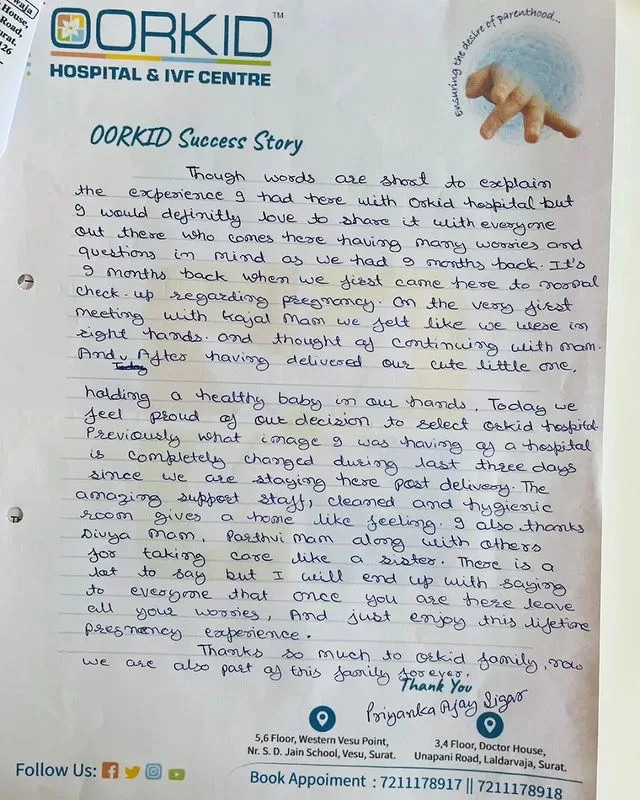 waja
House,
Road,
urat.
126
OORKID™
HOSPITAL & IVF CENTRE
Ensuring the desire of parenthood...
OORKID Success Story
Though words are short to explain
the experience I had here with Orkid hospital but
I would definitly love to share it with everyone
out there who comes here having many worries and
questions in mind as we had 9 months back. It's
9 months back when we first came here to normal
check-up regarding pregnancy. On the very first
meeting with Kajal Mam we felt like we were in
right hands. and thought of continuing with mam.
And, After having delivered our cute little one,
Today
holding a healthy baby in our hands, Today we
feel proud of our decision to select orkid hospital.
Previously what image I was having of a hospital
is completely changed during last three days
since we are staying here post delivery. The
amazing support staff, cleaned and hygienic
room gives a home like feeling. I also thanks
Divya Mam, Parthvi Mam along with others
for taking care like a sister. There is a
lot to say but I will end up with saying
to everyone that once you are here leave
all your worries, And just enjoy this lifetime
pregnancy experience.
Thanks so much to orkid family, now
we are also part of this family forever.
Thank You
Priyanka Ajay
5,6 Floor, Western Vesu Point,
Nr. S. D. Jain School, Vesu, Surat.
3,4 Floor, Doctor House,
Unapani Road, Laldarvaja, Surat.
Follow Us:
Book Appoiment : 7211178917 || 7211178918